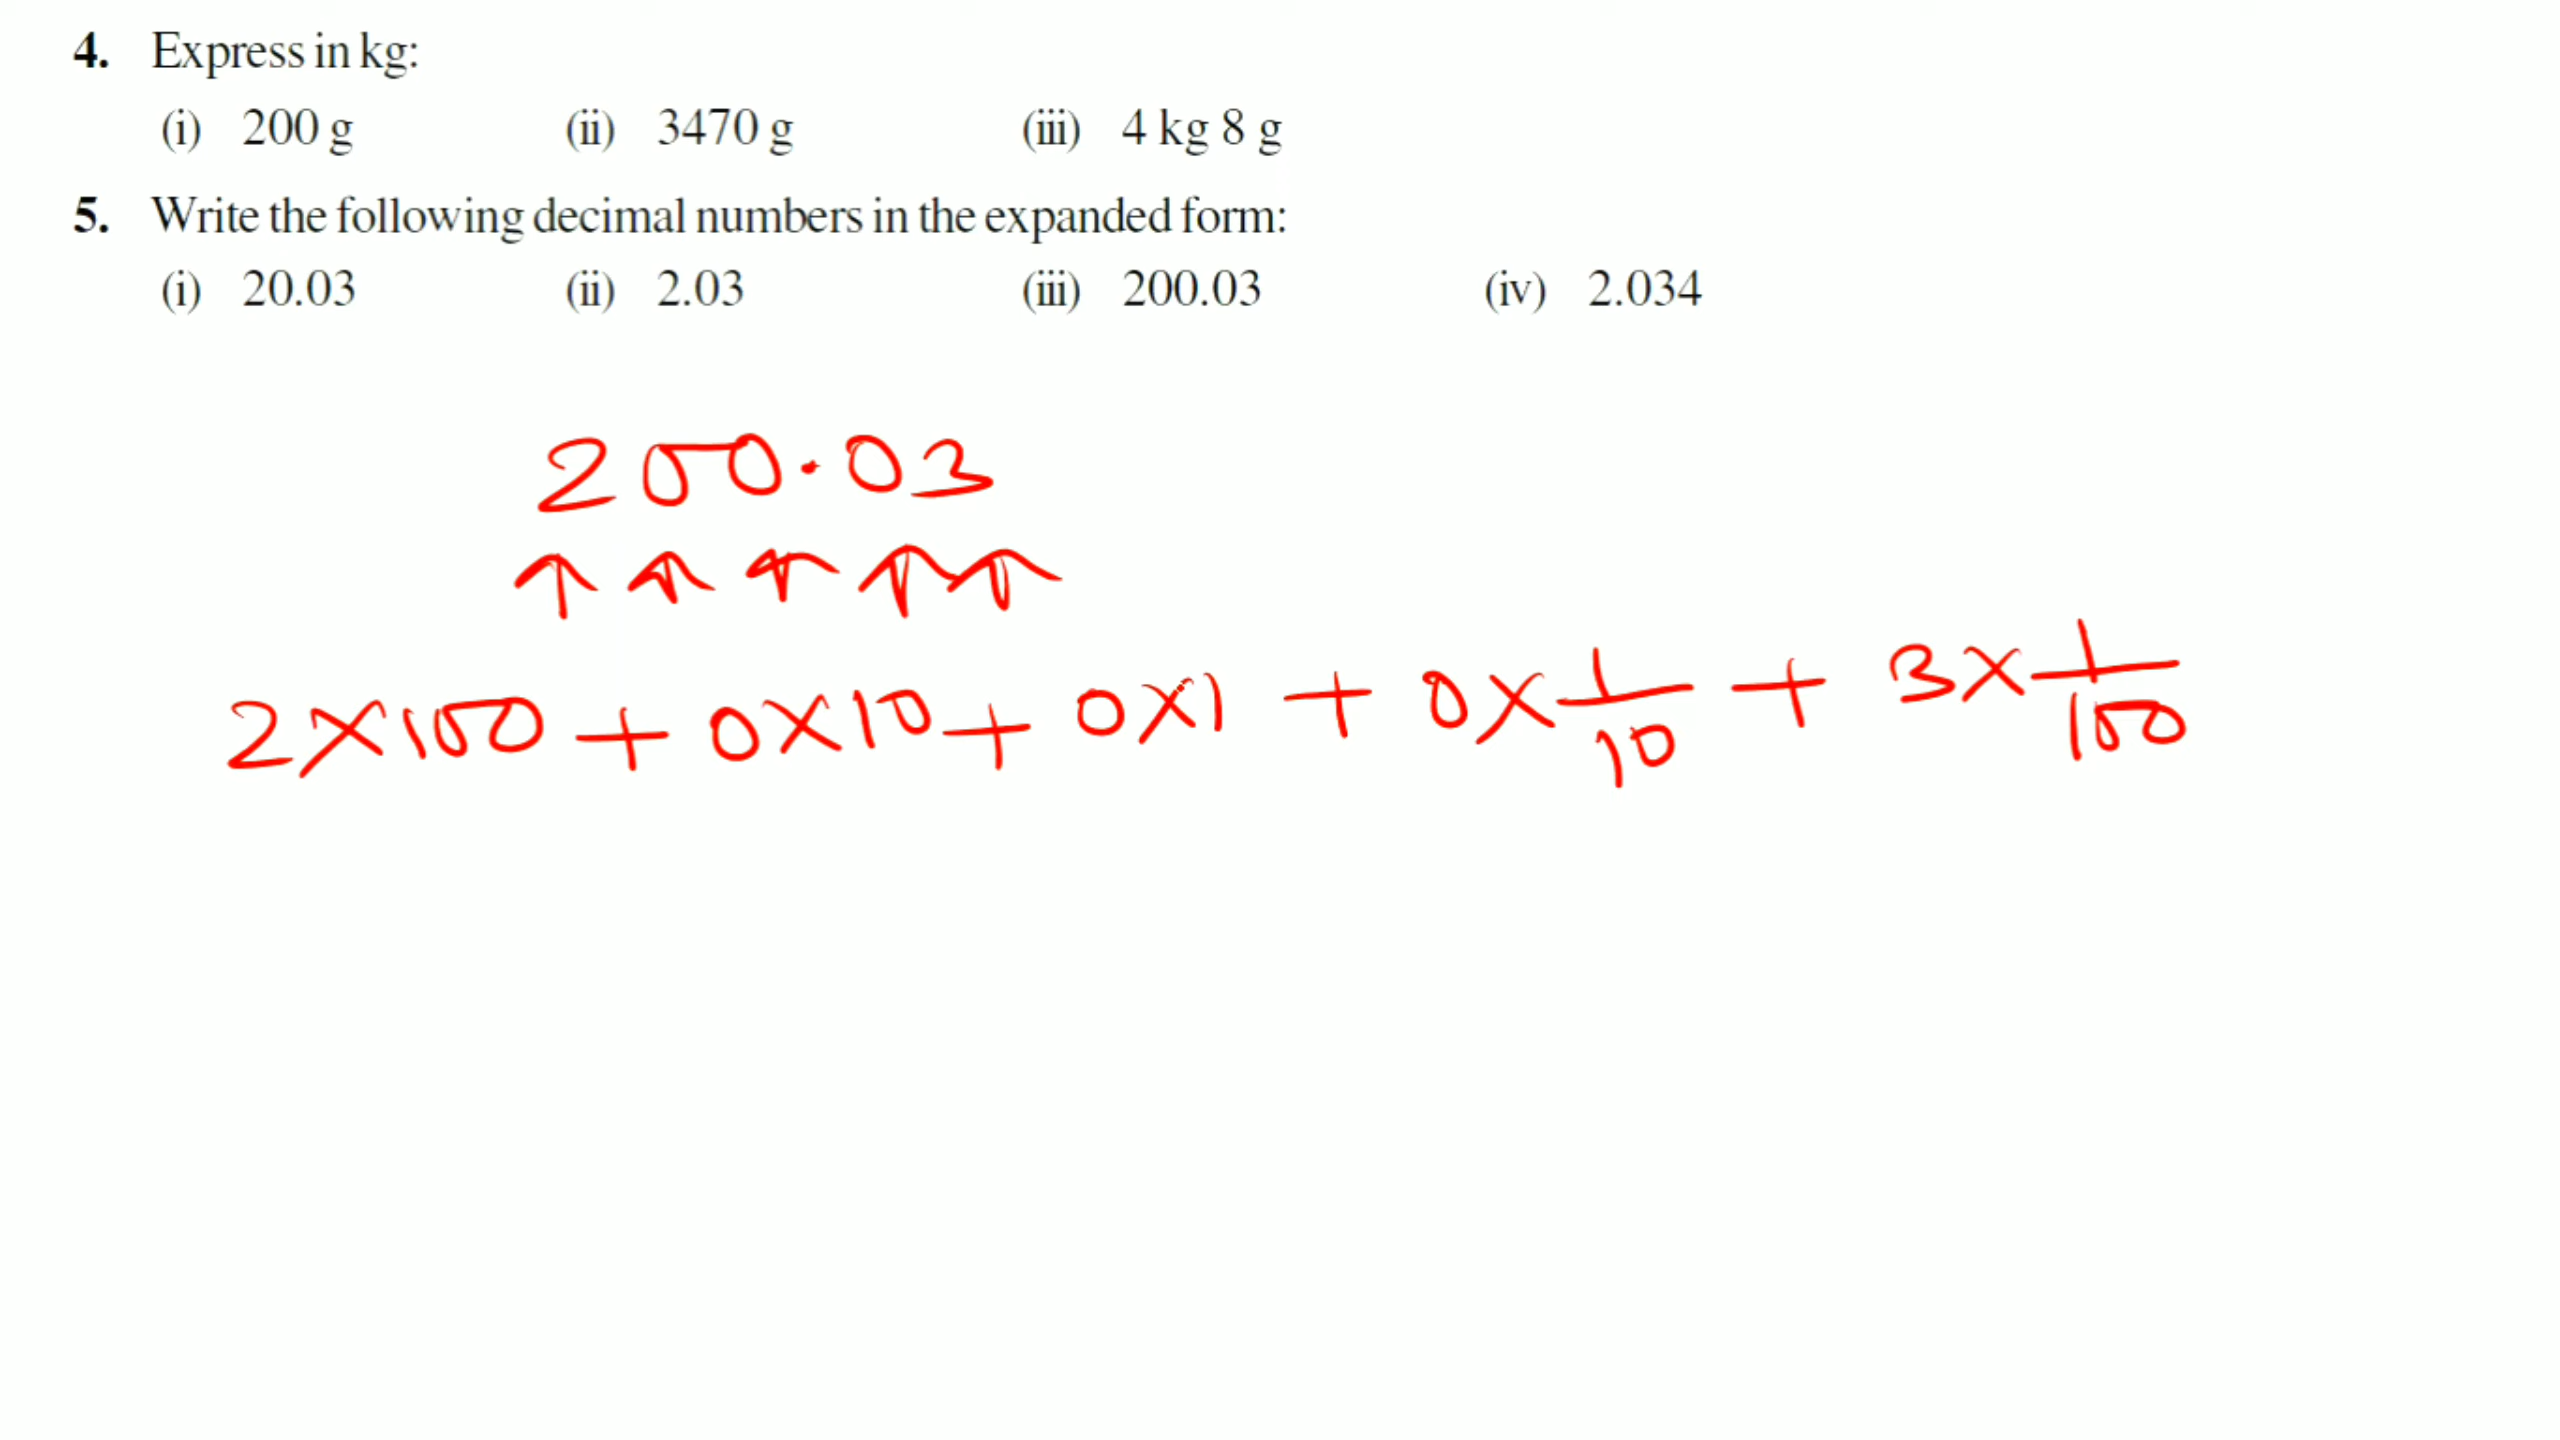 4. Express in kg:
(i) 200 g (ii) 3470 g (iii) 4 kg 8 g
5. Write the following decimal numbers in the expanded form:
(i) 20.03 (ii) 2.03 (iii) 200.03 (iv) 2.034
200.03
↑ ↑ ↑ ↑ ↑
2×100 + 0×10 + 0×1 + 0×1/10 + 3×1/100